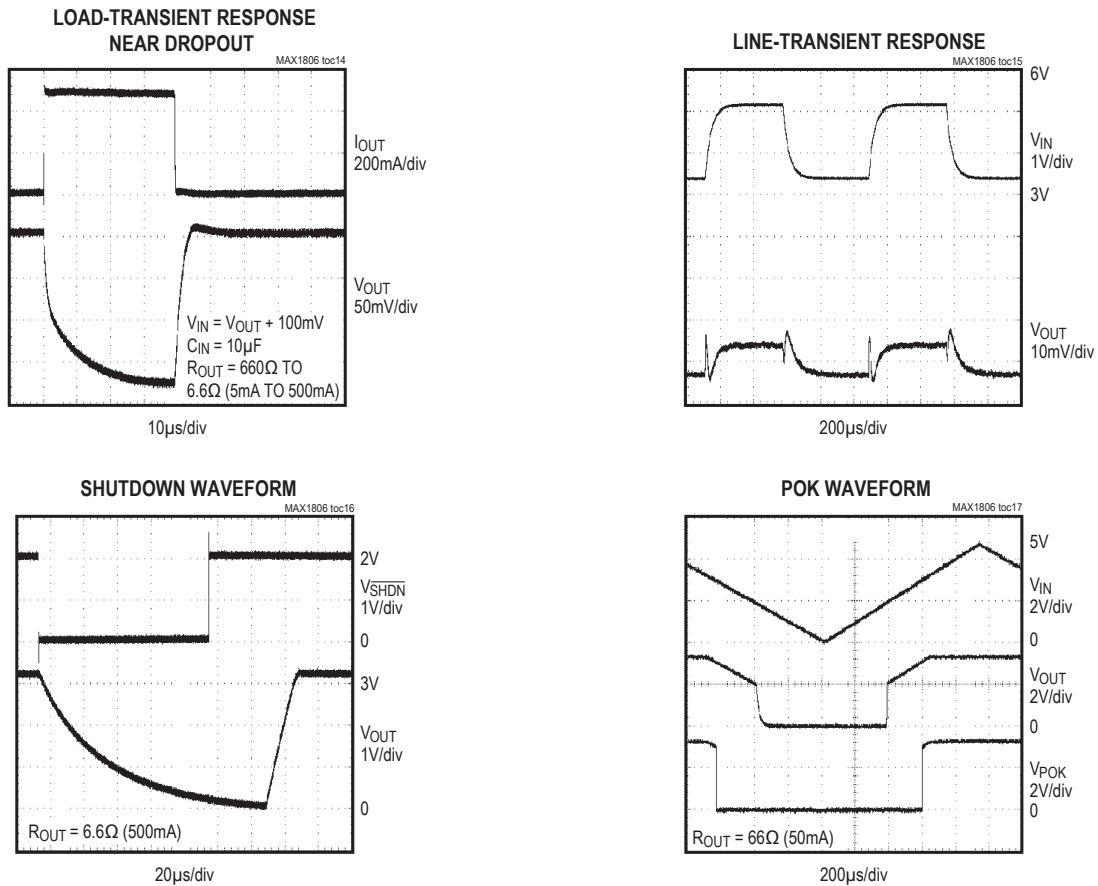 LOAD-TRANSIENT RESPONSE
NEAR DROPOUT
MAX1806 toc14
IOUT
200mA/div
VOUT
50mV/div
VIN = VOUT + 100mV
CIN = 10µF
ROUT = 660Ω TO
6.6Ω (5mA TO 500mA)
10µs/div
LINE-TRANSIENT RESPONSE
MAX1806 toc15
6V
VIN
1V/div
3V
VOUT
10mV/div
200µs/div
SHUTDOWN WAVEFORM
MAX1806 toc16
2V
VSHDN
1V/div
0
3V
VOUT
1V/div
0
ROUT = 6.6Ω (500mA)
20µs/div
POK WAVEFORM
MAX1806 toc17
5V
VIN
2V/div
0
VOUT
2V/div
0
VPOK
2V/div
0
ROUT = 66Ω (50mA)
200µs/div